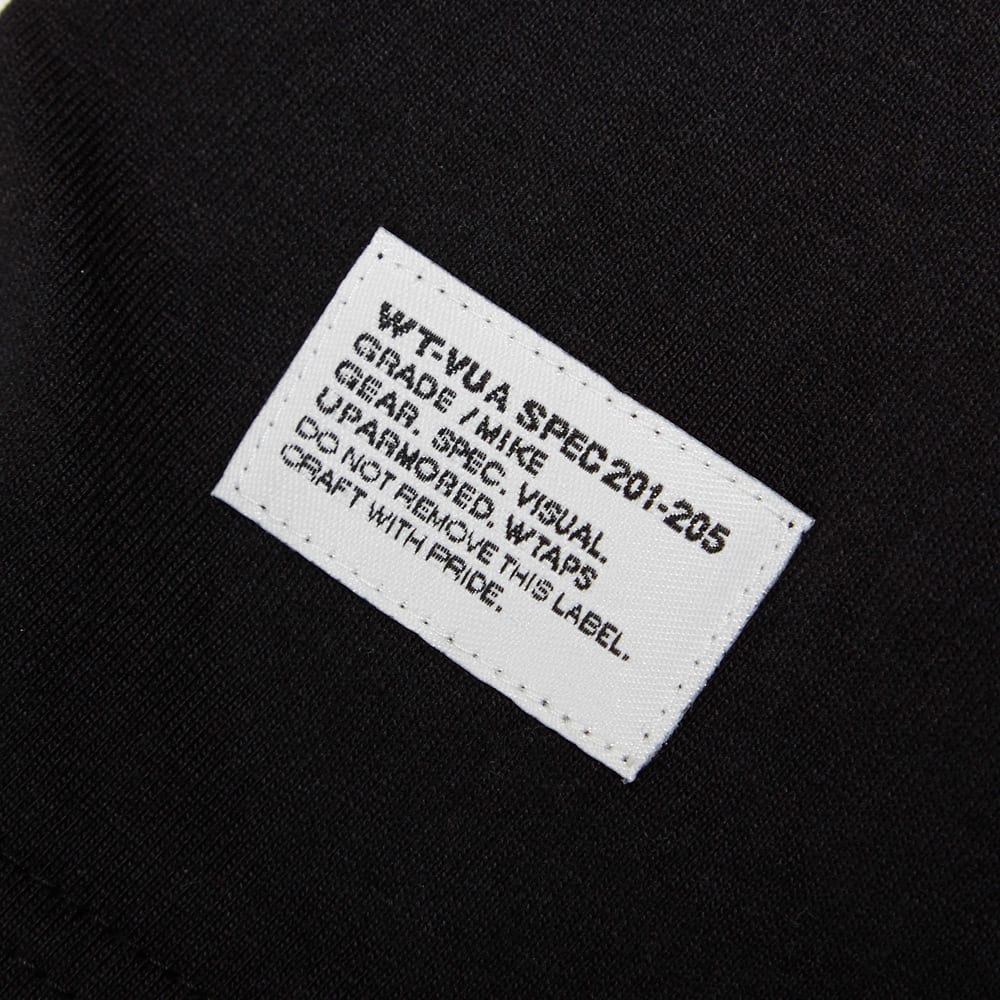 WT-VUA SPEC 201-205
GRADE /MIKE
GEAR. SPEC. VISUAL.
UPARMORED. WTAPS
DO NOT REMOVE THIS LABEL.
CRAFT WITH PRIDE.